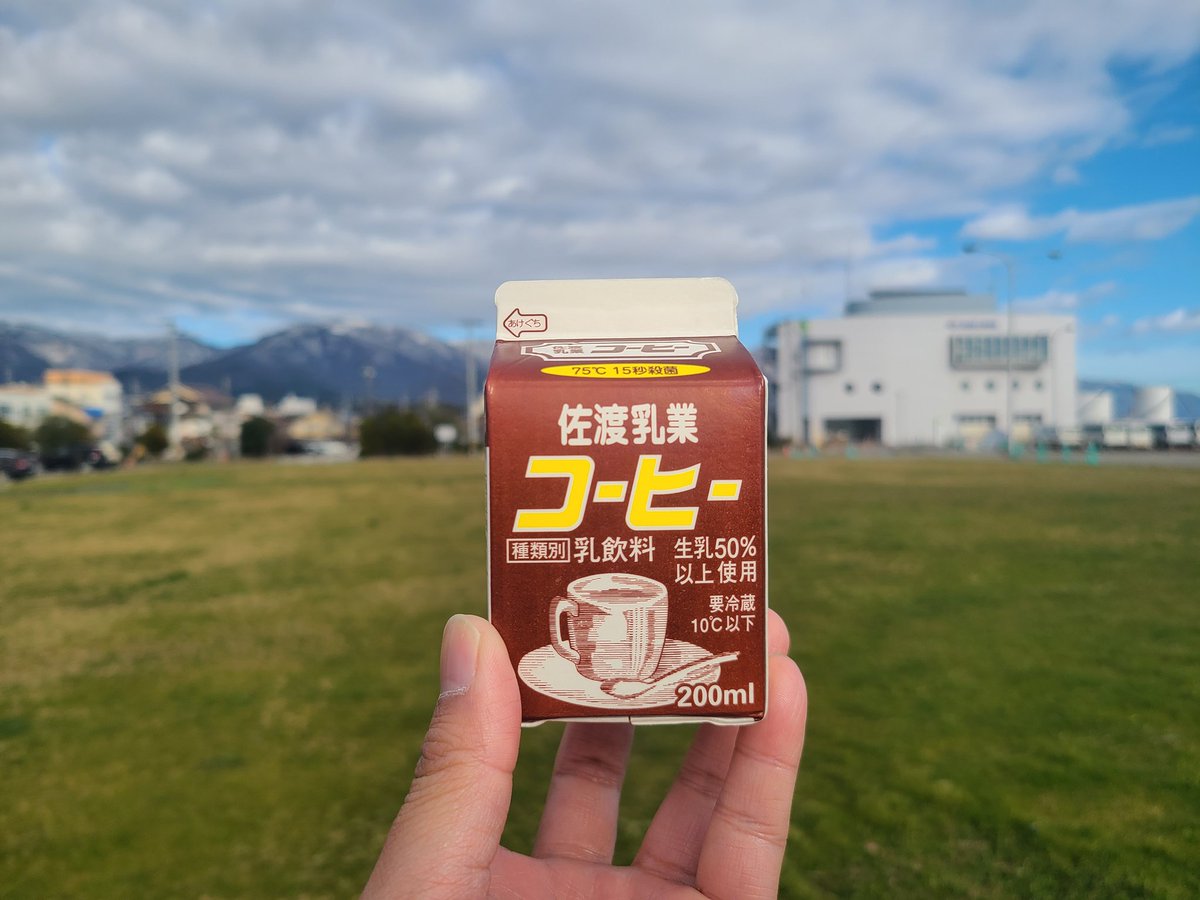 あけぐち
佐渡乳業 コーヒー
75℃ 15秒殺菌
佐渡乳業
コーヒー
種類別 乳飲料
生乳50%
以上使用
要冷蔵
10℃以下
200ml